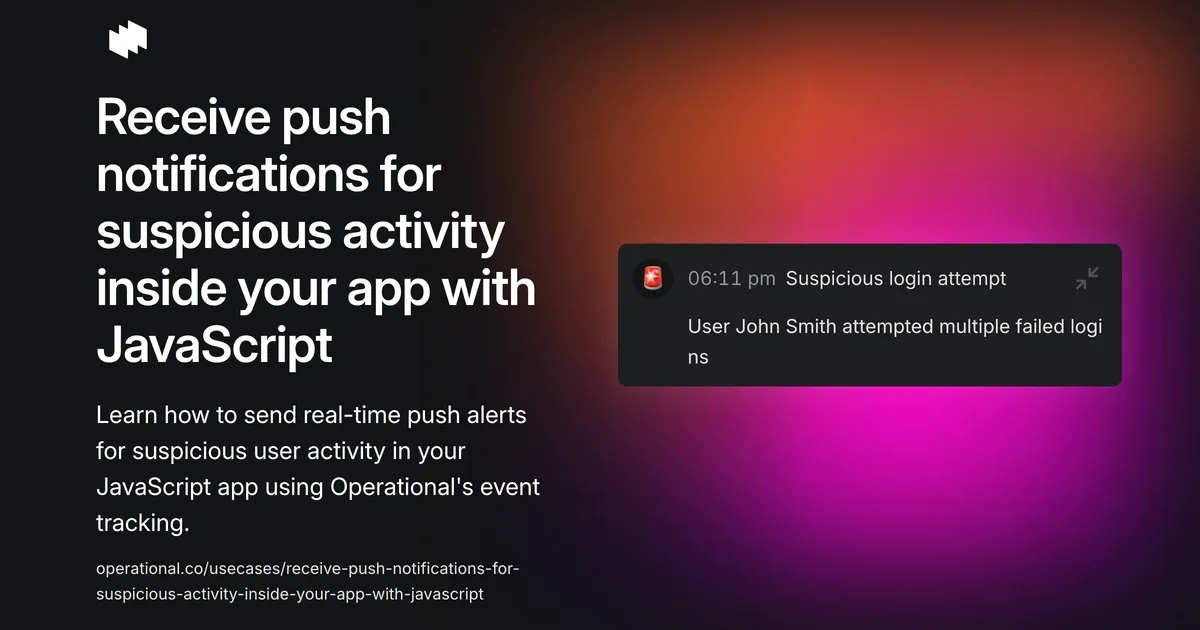 Receive push
notifications for
suspicious activity
inside your app with
JavaScript
Learn how to send real-time push alerts
for suspicious user activity in your
JavaScript app using Operational's event
tracking.
operational.co/usecases/receive-push-notifications-for-
suspicious-activity-inside-your-app-with-javascript
06:11 pm Suspicious login attempt
User John Smith attempted multiple failed logi
ns